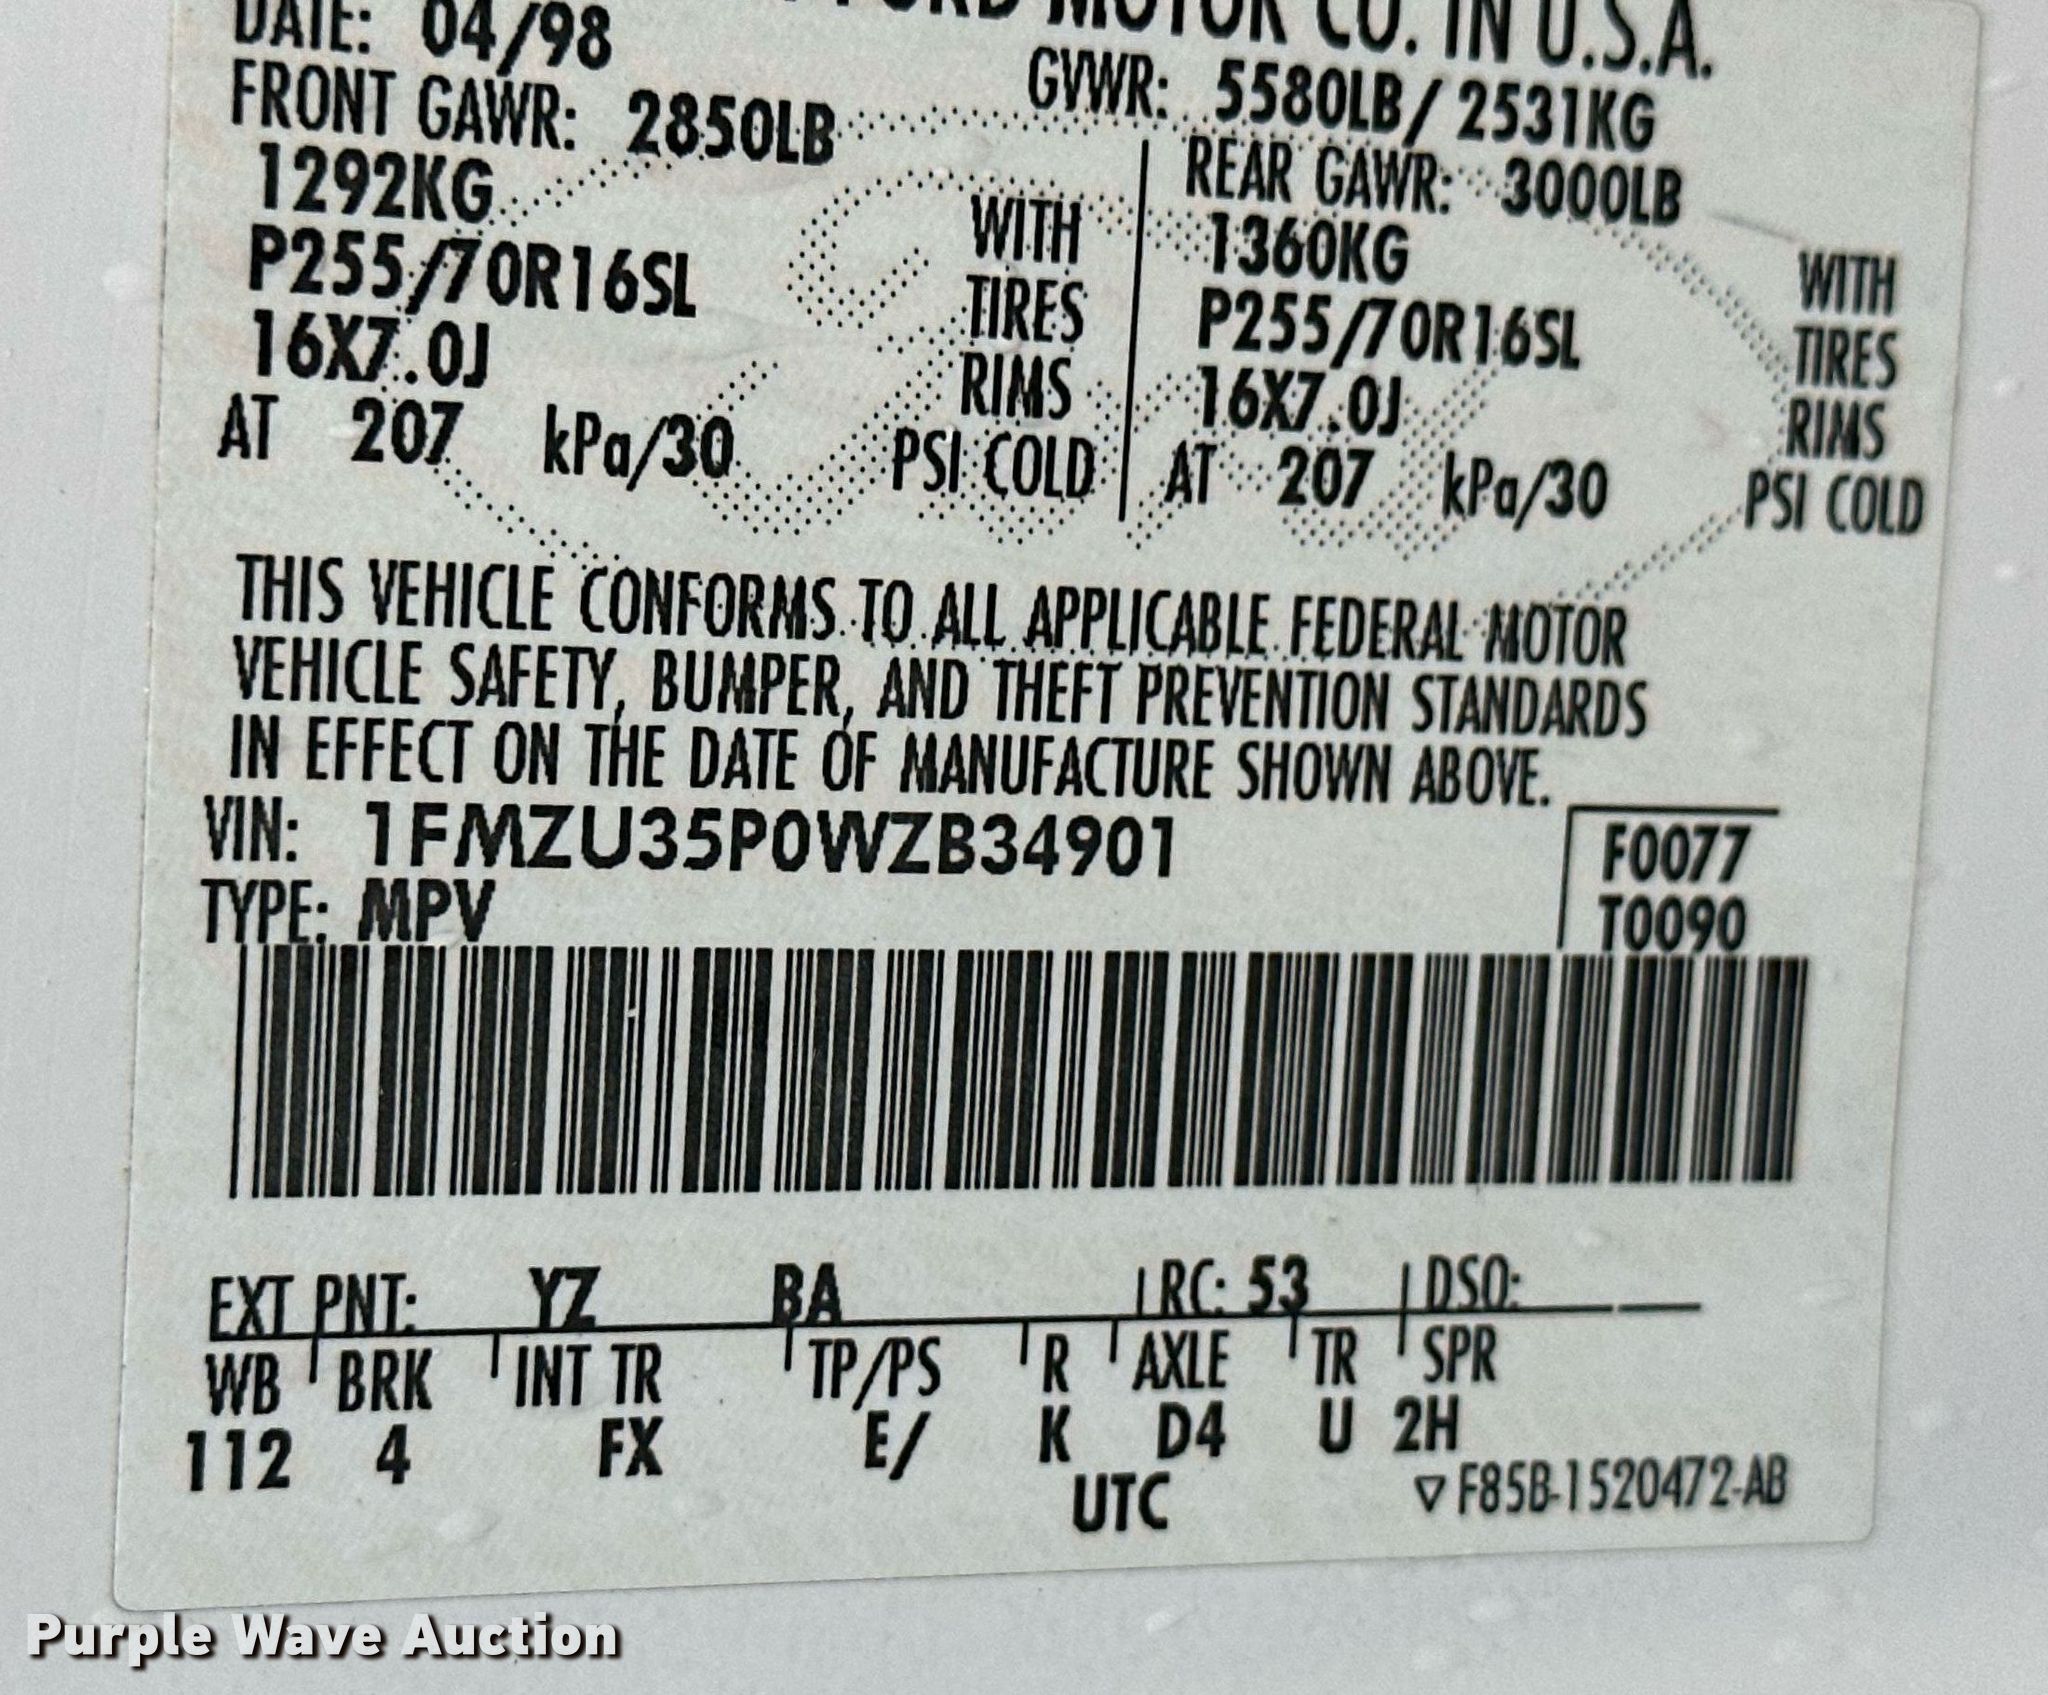 FORD MOTOR CO. IN U.S.A.
DATE: 04/98
GVWR: 5580LB/2531KG
FRONT GAWR: 2850LB
1292KG WITH
P255/70R16SL TIRES
16X7.0J RIMS
AT 207 kPa/30 PSI COLD
REAR GAWR: 3000LB
1360KG WITH
P255/70R16SL TIRES
16X7.0J RIMS
AT 207 kPa/30 PSI COLD
THIS VEHICLE CONFORMS TO ALL APPLICABLE FEDERAL MOTOR
VEHICLE SAFETY, BUMPER, AND THEFT PREVENTION STANDARDS
IN EFFECT ON THE DATE OF MANUFACTURE SHOWN ABOVE.
VIN: 1FMZU35P0WZB34901
F0077
TYPE: MPV
T0090
EXT PNT: YZ BA RC: 53 DSO:
WB BRK INT TR TP/PS R AXLE TR SPR
112 4 FX E/ K D4 U 2H
UTC
▽F85B-1520472-AB
Purple Wave Auction